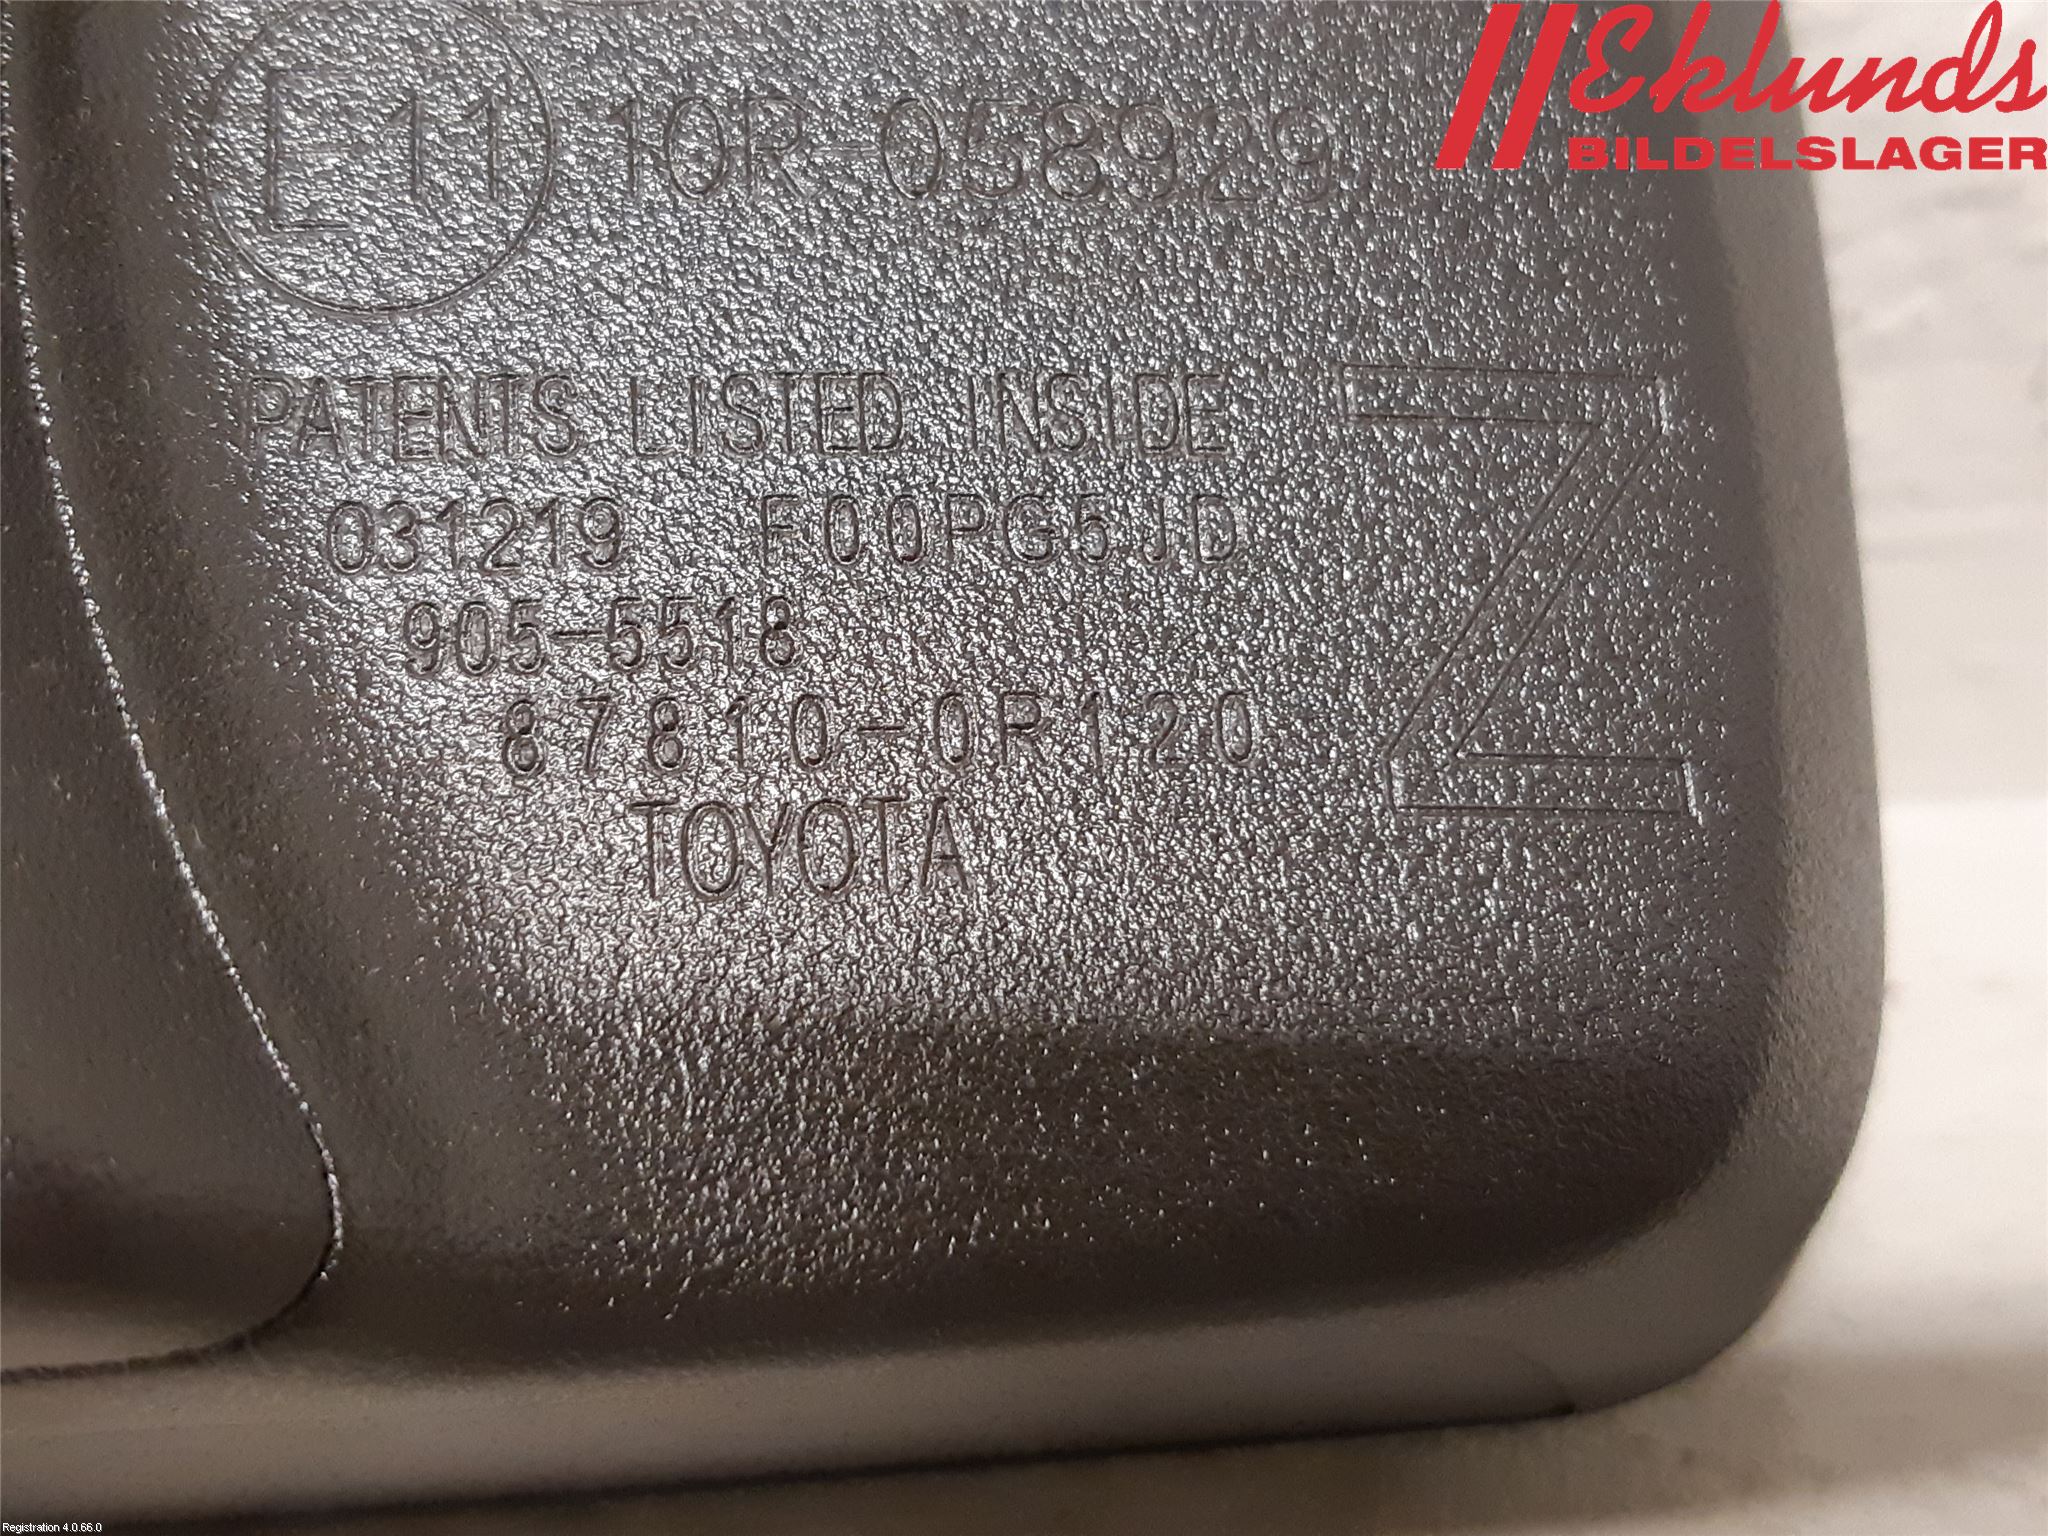 Eklunds
BILDELSLAGER
E11 10R-058929
PATENTS LISTED INSIDE
031219 F00PG5JD
905-5518
87810-0R120
TOYOTA
Z
Registration 4.0.66.0